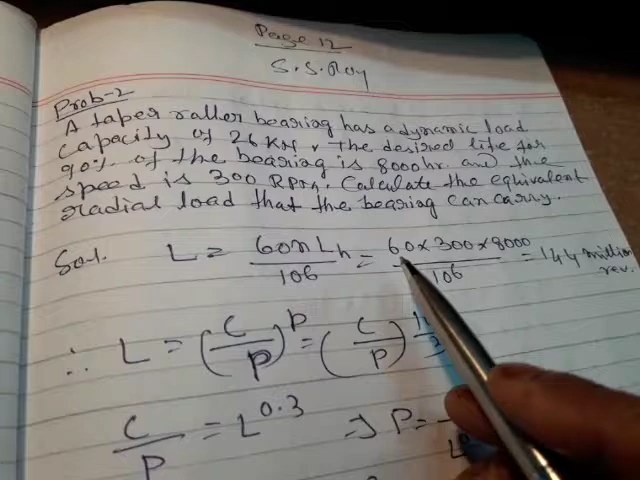 Page 12
S.S.Roy
Prob-2
A taper roller bearing has a dynamic load
capacity of 26 KN, The desired life for
90% of the bearing is 8000 hr. and the
speed is 300 RPM. Calculate the equivalent
radial load that the bearing can carry.
Sol. L = 60nLh / 10^6 = 60×300×8000 / 10^6 = 144 million rev.
∴ L = (C/P)^p = (C/P)
C/P = L^0.3 ⇒ P =